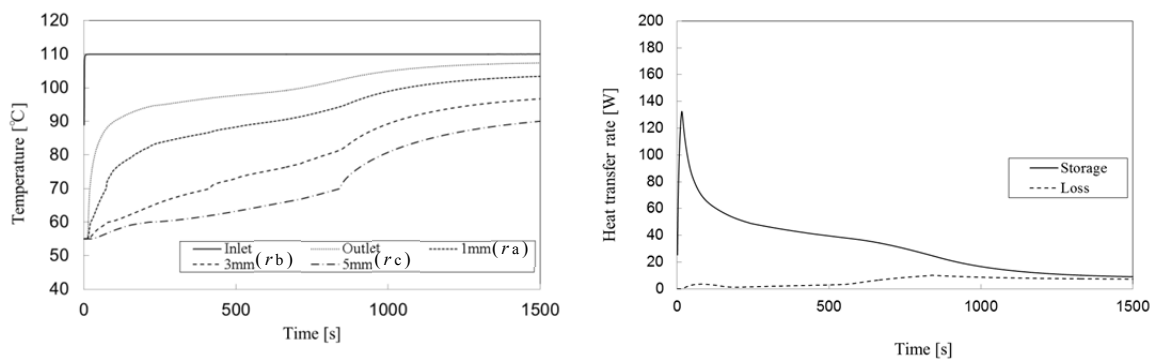 120
110
100
90
80
70
60
50
40
Temperature [℃]
0
500
1000
1500
Time [s]
Inlet
Outlet
1mm(ra)
3mm(rb)
5mm(rc)
200
180
160
140
120
100
80
60
40
20
0
Heat transfer rate [W]
0
500
1000
1500
Time [s]
Storage
Loss